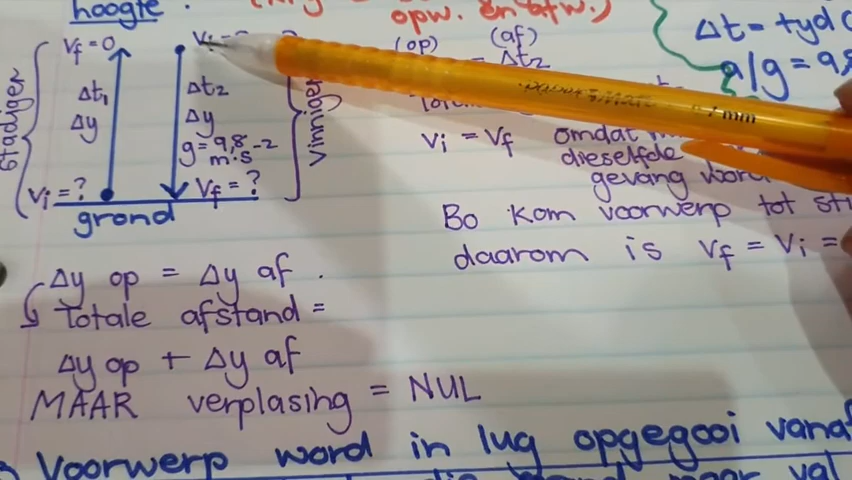 hoogte.
opw. en afw.)
(op) (af)
Δt = tyd
a/g = 9,8
Vf = 0
Δt₁
Δy
Vi = ?
Stadiger
Δt₂
Δy
g = 9,8
m·s-2
Vf = ?
Vinniger
grond
= Δt₂
Vi = Vf omdat
dieselfde
gevang
Bo kom voorwerp tot
daarom is Vf = Vi =
Δy op = Δy af .
Totale afstand =
Δy op + Δy af
MAAR verplasing = NUL
Voorwerp word in lug opgegooi vanaf